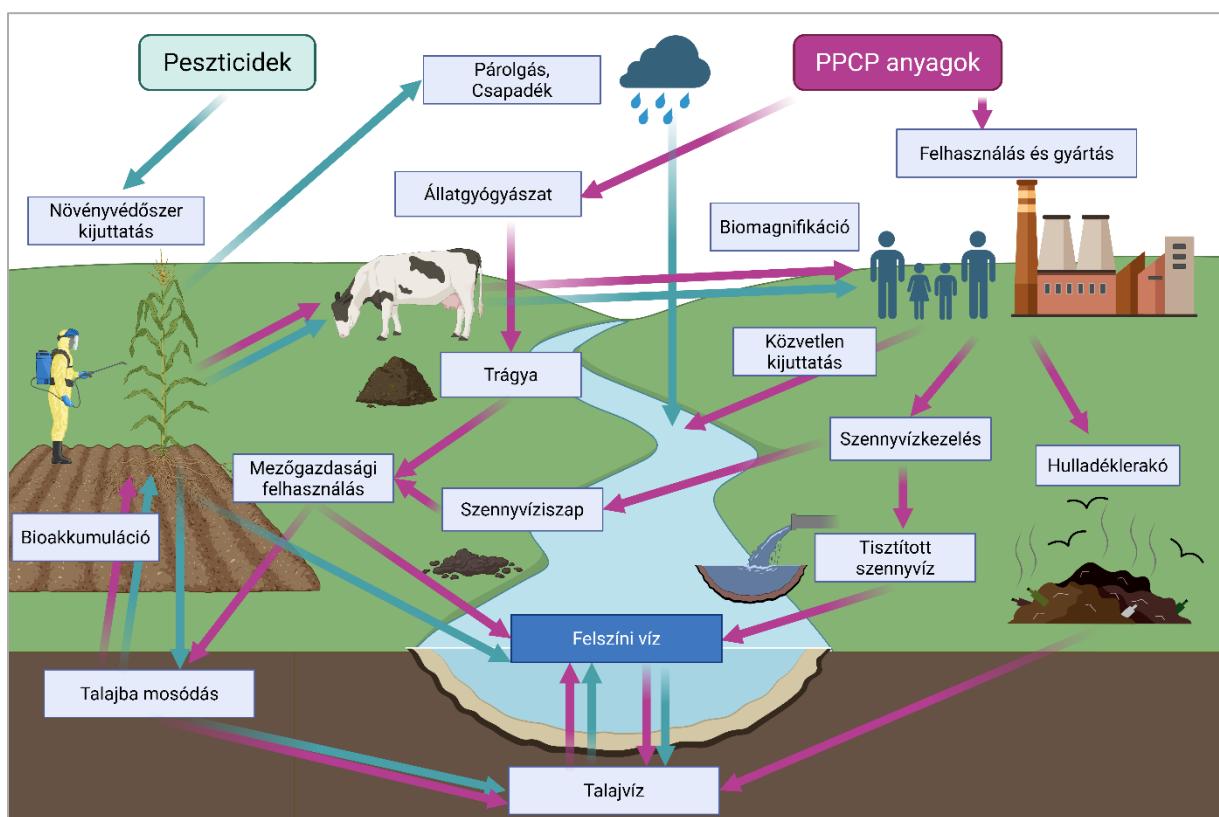 Peszticidek
Párolgás,
Csapadék
PPCP anyagok
Felhasználás és gyártás
Állatgyógyászat
Növényvédőszer
kijuttatás
Biomagnifikáció
Közvetlen
kijuttatás
Trágya
Szennyvízkezelés
Mezőgazdasági
felhasználás
Hulladéklerakó
Szennyvíziszap
Bioakkumuláció
Tisztított
szennyvíz
Felszíni víz
Talajba mosódás
Talajvíz